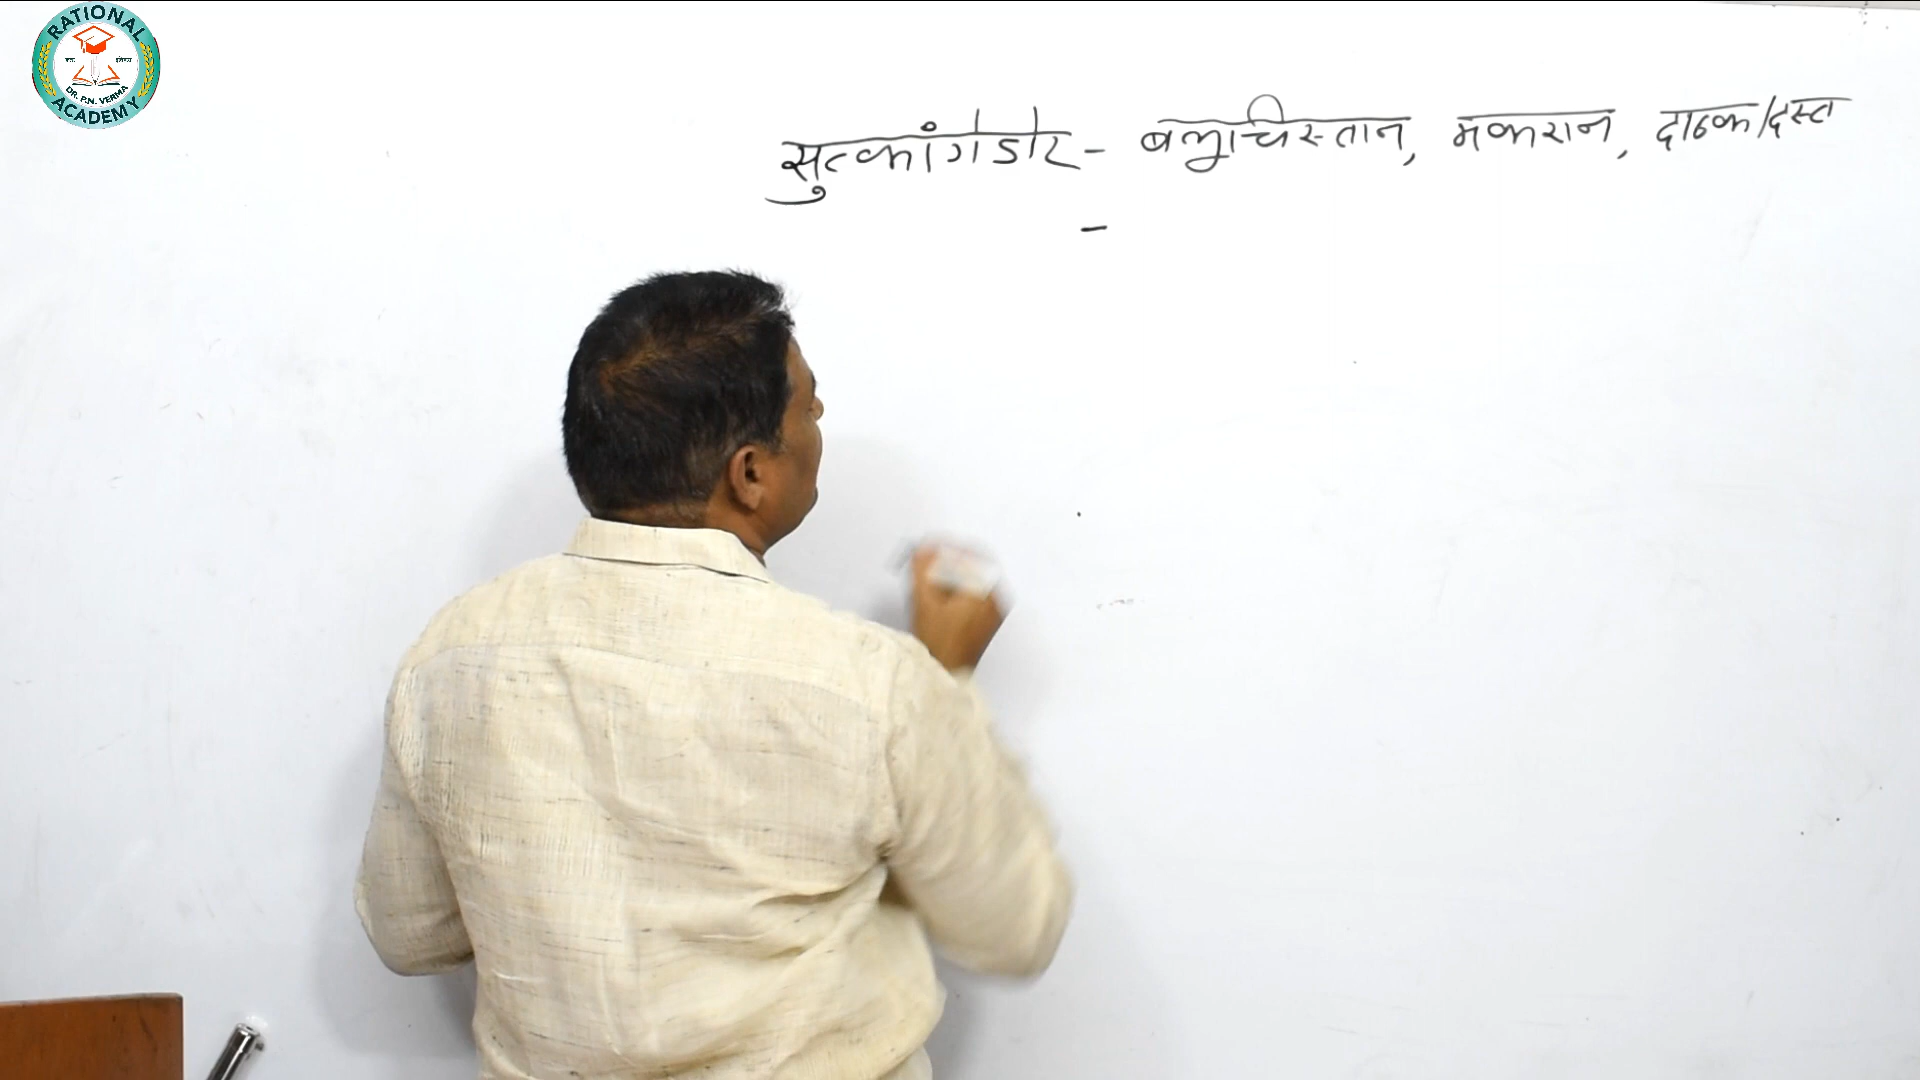 RATIONAL
DR. P.N. VERMA
ACADEMY
सुत्कांगेडोर - बलुचिस्तान, मकरान, दाश्क/दस्त
-